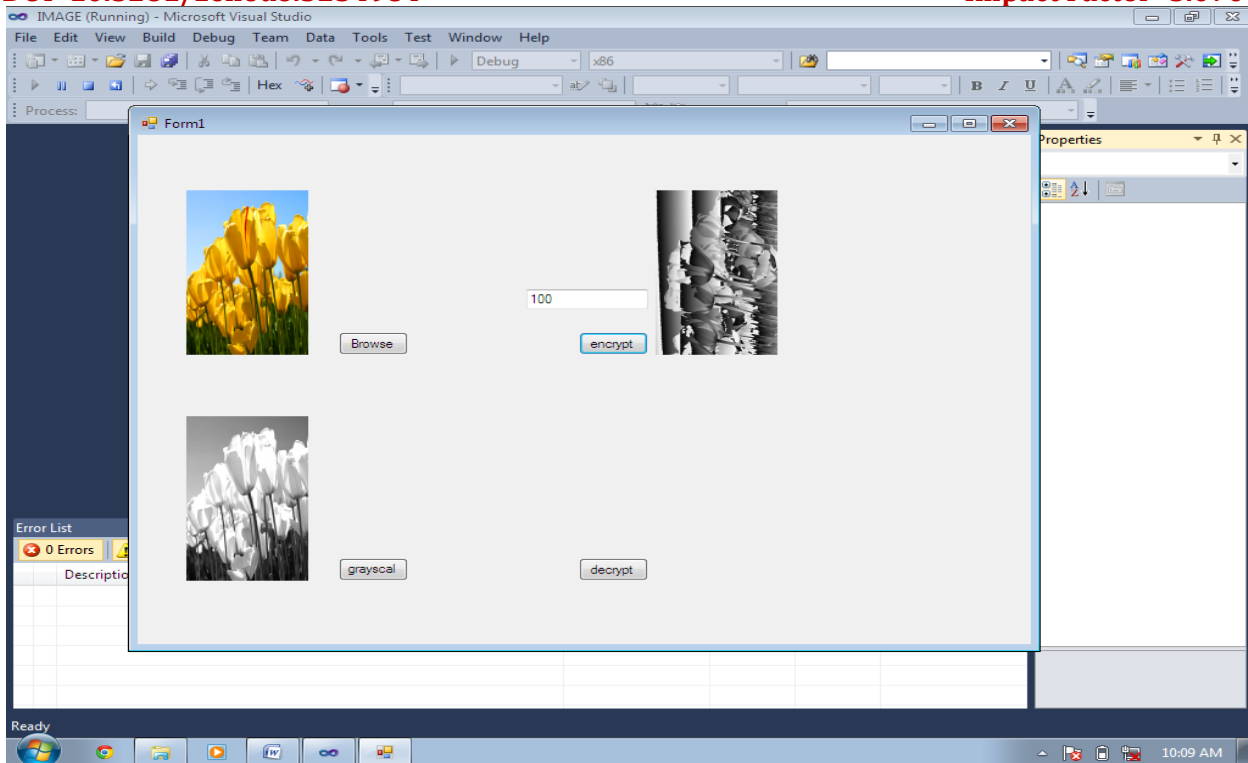 IMAGE (Running) - Microsoft Visual Studio
File Edit View Build Debug Team Data Tools Test Window Help
Debug x86
Hex B I U A
Process:
Form1
Properties
100
Browse encrypt
Error List
0 Errors
Descriptio
grayscal decrypt
Ready
10:09 AM